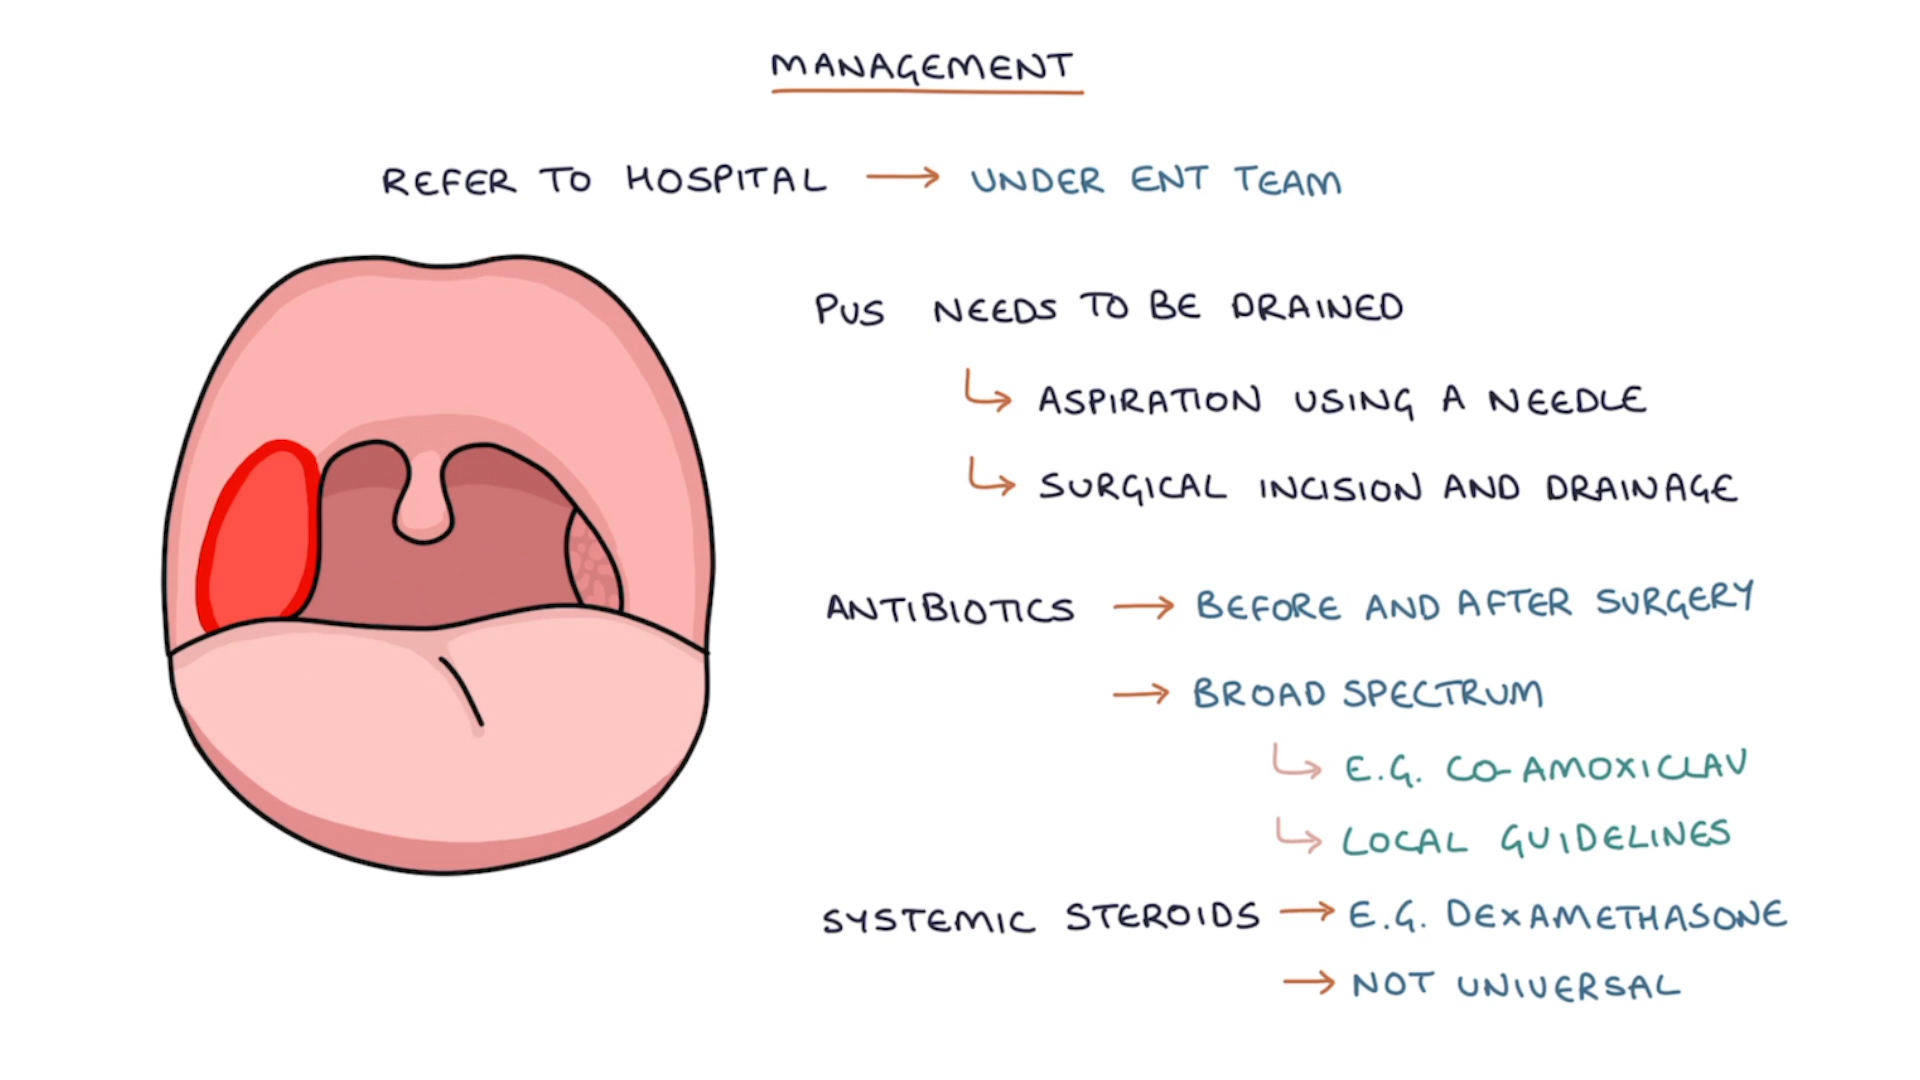 MANAGEMENT
REFER TO HOSPITAL → UNDER ENT TEAM
PUS NEEDS TO BE DRAINED
↳ ASPIRATION USING A NEEDLE
↳ SURGICAL INCISION AND DRAINAGE
ANTIBIOTICS → BEFORE AND AFTER SURGERY
→ BROAD SPECTRUM
↳ E.G. CO-AMOXICLAV
↳ LOCAL GUIDELINES
SYSTEMIC STEROIDS → E.G. DEXAMETHASONE
→ NOT UNIVERSAL